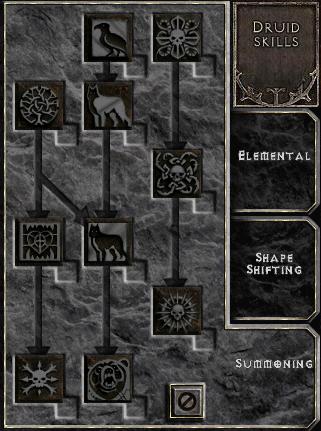 DRUID
SKILLS
ELEMENTAL
SHAPE
SHIFTING
SUMMONING